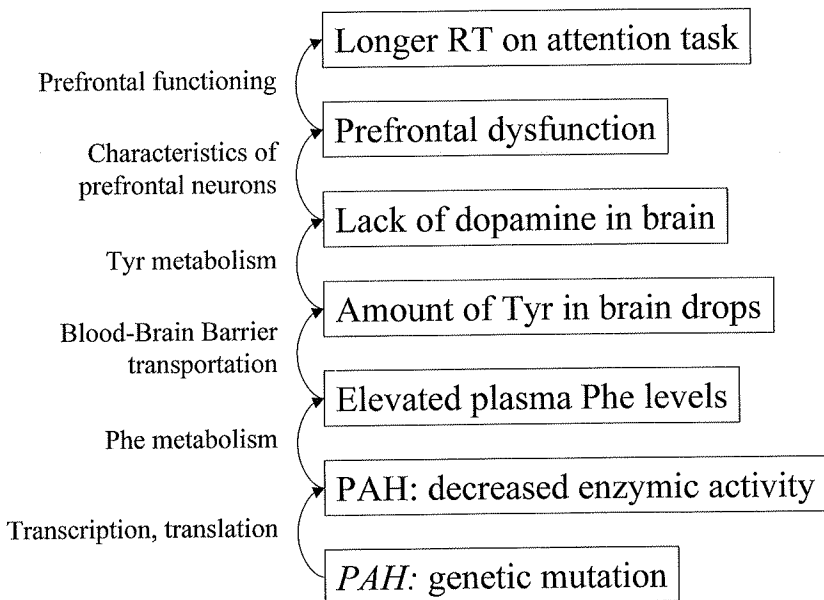 Longer RT on attention task
Prefrontal functioning
Prefrontal dysfunction
Characteristics of
prefrontal neurons
Lack of dopamine in brain
Tyr metabolism
Amount of Tyr in brain drops
Blood-Brain Barrier
transportation
Elevated plasma Phe levels
Phe metabolism
PAH: decreased enzymic activity
Transcription, translation
PAH: genetic mutation